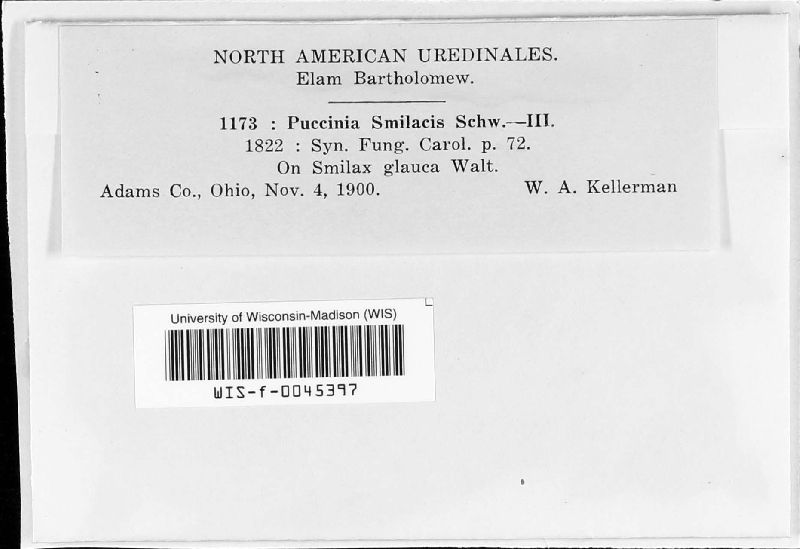 NORTH AMERICAN UREDINALES.
Elam Bartholomew.
1173 : Puccinia Smilacis Schw.—III.
1822 : Syn. Fung. Carol. p. 72.
On Smilax glauca Walt.
Adams Co., Ohio, Nov. 4, 1900. W. A. Kellerman
University of Wisconsin-Madison (WIS)
WIS-f-0045397